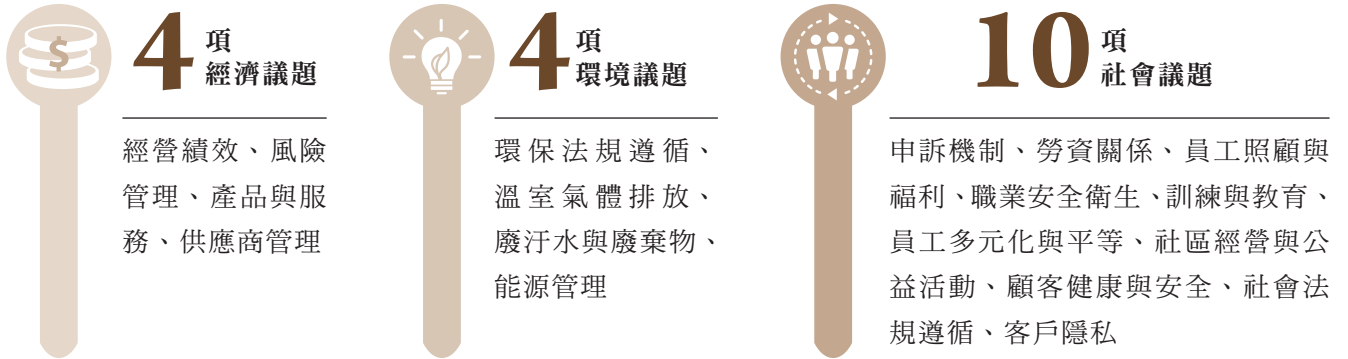 $
4 項
經濟議題
經營績效、風險
管理、產品與服
務、供應商管理
4 項
環境議題
環保法規遵循、
溫室氣體排放、
廢汙水與廢棄物、
能源管理
10 項
社會議題
申訴機制、勞資關係、員工照顧與
福利、職業安全衛生、訓練與教育、
員工多元化與平等、社區經營與公
益活動、顧客健康與安全、社會法
規遵循、客戶隱私